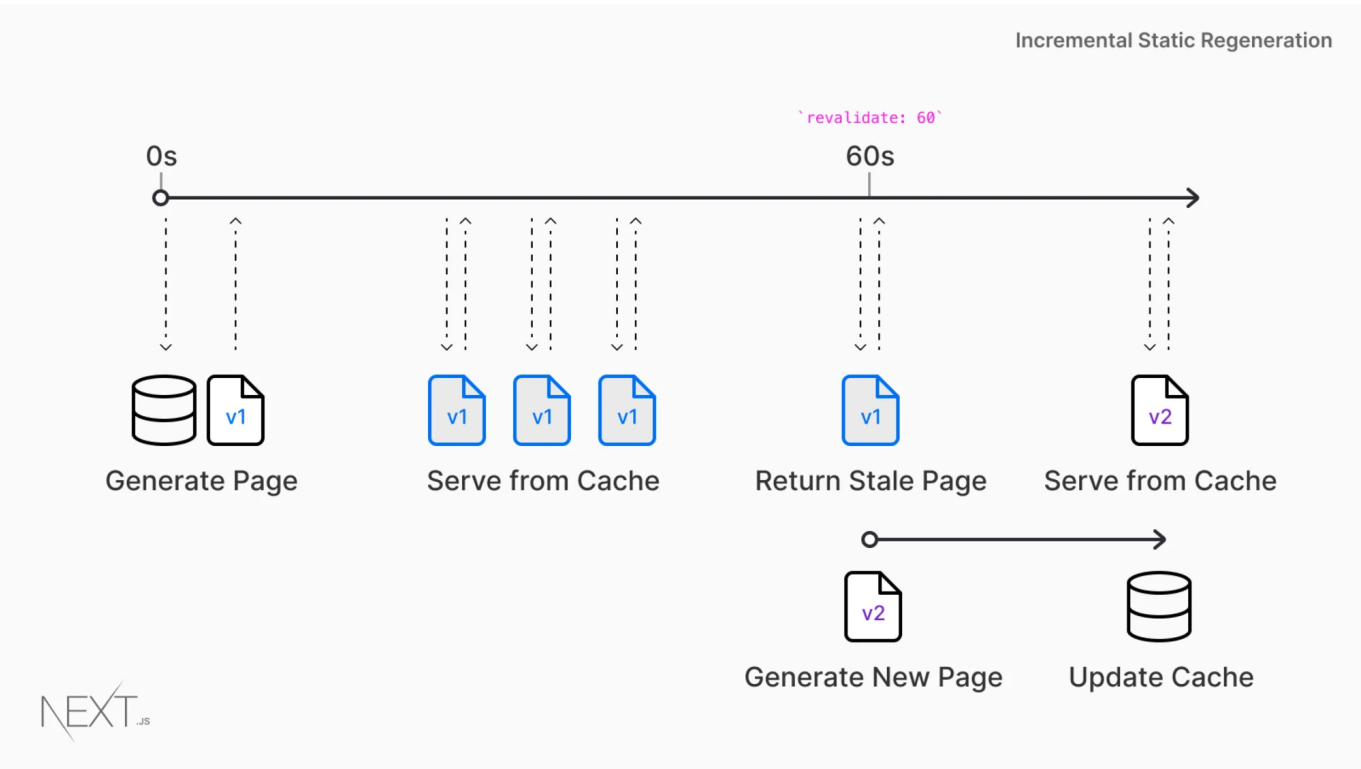 Incremental Static Regeneration
`revalidate: 60`
0s
60s
v1
v1
v1
v1
v1
v2
Generate Page
Serve from Cache
Return Stale Page
Serve from Cache
v2
Generate New Page
Update Cache
NEXT.JS